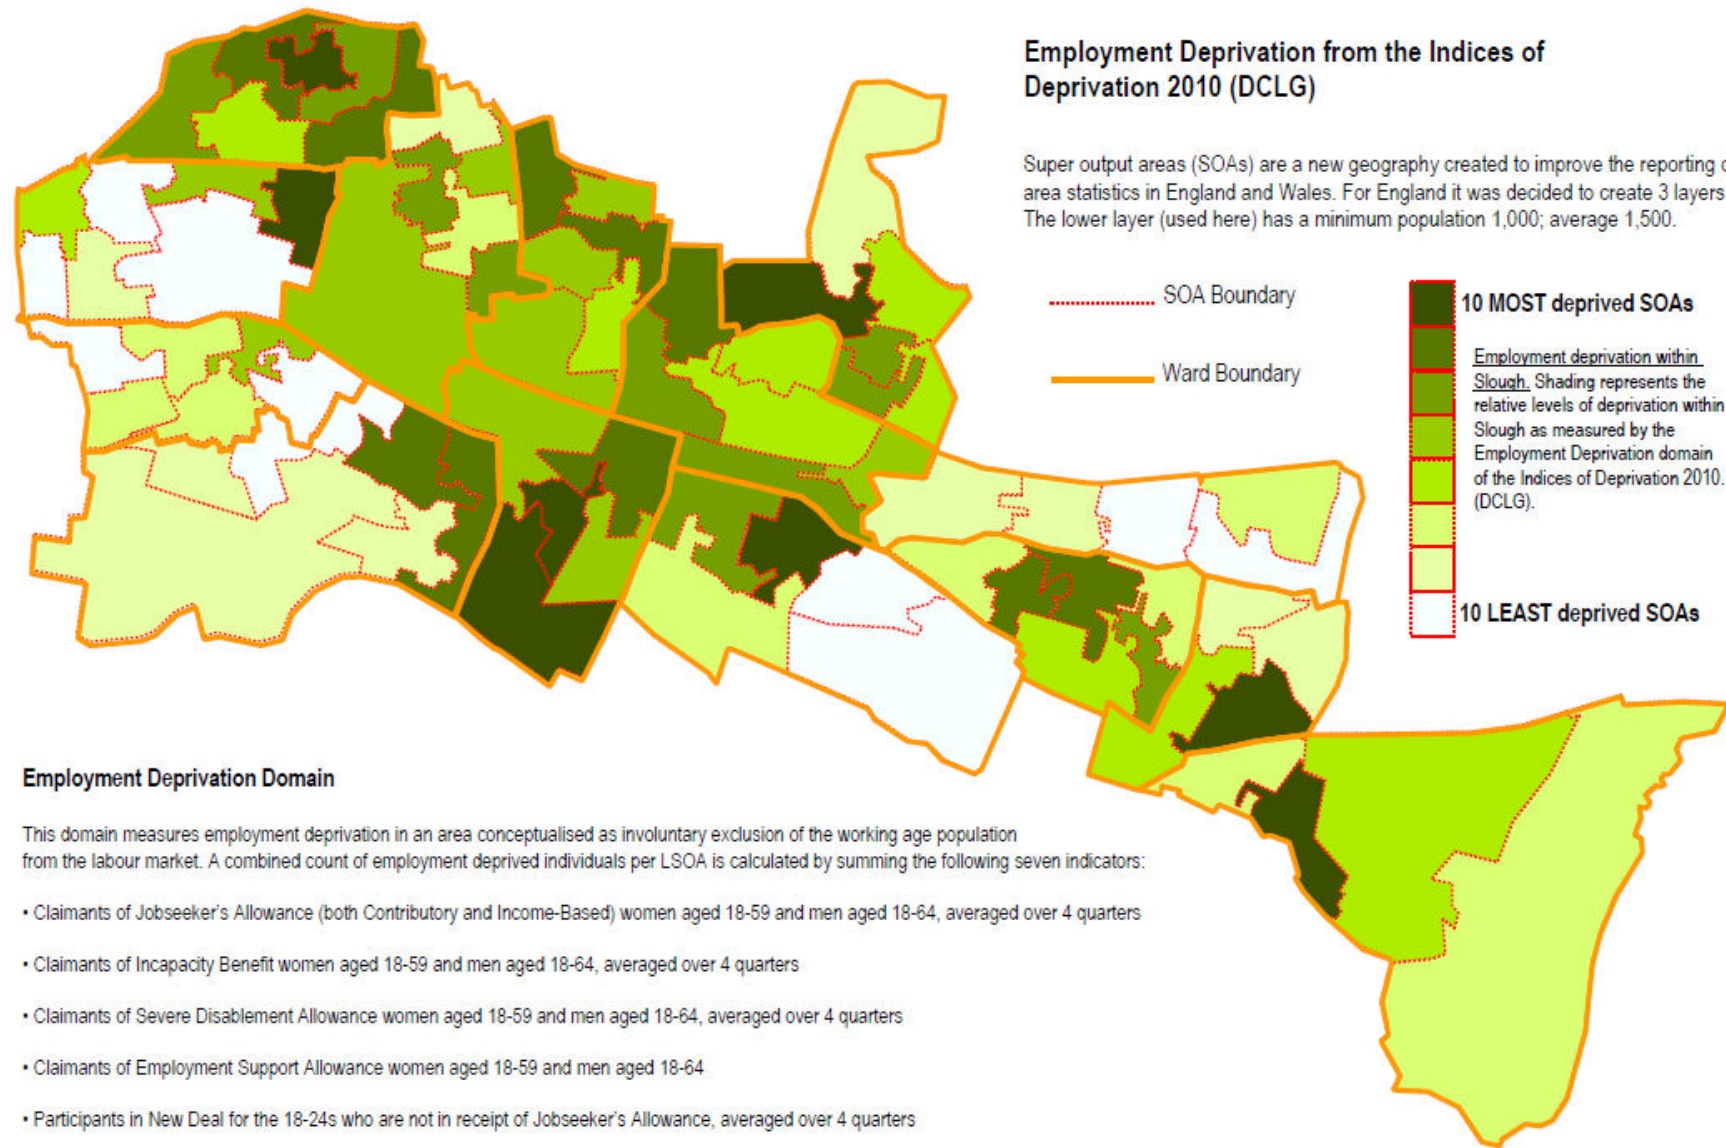 Employment Deprivation from the Indices of
Deprivation 2010 (DCLG)
Super output areas (SOAs) are a new geography created to improve the reporting
area statistics in England and Wales. For England it was decided to create 3 layers
The lower layer (used here) has a minimum population 1,000; average 1,500.
SOA Boundary
Ward Boundary
10 MOST deprived SOAs
Employment deprivation within
Slough. Shading represents the
relative levels of deprivation within
Slough as measured by the
Employment Deprivation domain
of the Indices of Deprivation 2010.
(DCLG).
10 LEAST deprived SOAs
Employment Deprivation Domain
This domain measures employment deprivation in an area conceptualised as involuntary exclusion of the working age population
from the labour market. A combined count of employment deprived individuals per LSOA is calculated by summing the following seven indicators:
• Claimants of Jobseeker's Allowance (both Contributory and Income-Based) women aged 18-59 and men aged 18-64, averaged over 4 quarters
• Claimants of Incapacity Benefit women aged 18-59 and men aged 18-64, averaged over 4 quarters
• Claimants of Severe Disablement Allowance women aged 18-59 and men aged 18-64, averaged over 4 quarters
• Claimants of Employment Support Allowance women aged 18-59 and men aged 18-64
• Participants in New Deal for the 18-24s who are not in receipt of Jobseeker's Allowance, averaged over 4 quarters